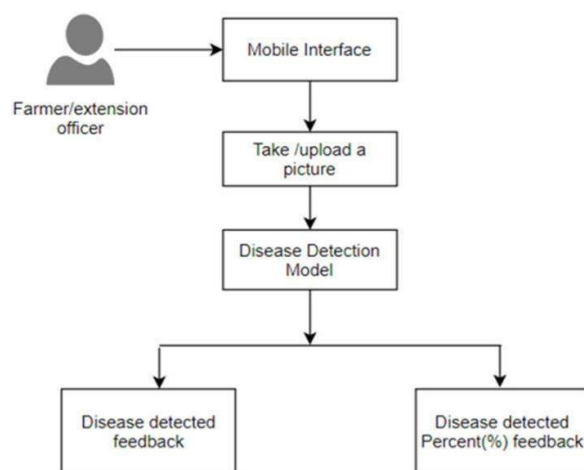 Mobile Interface
Farmer/extension
officer
Take /upload a
picture
Disease Detection
Model
Disease detected
feedback
Disease detected
Percent(%) feedback